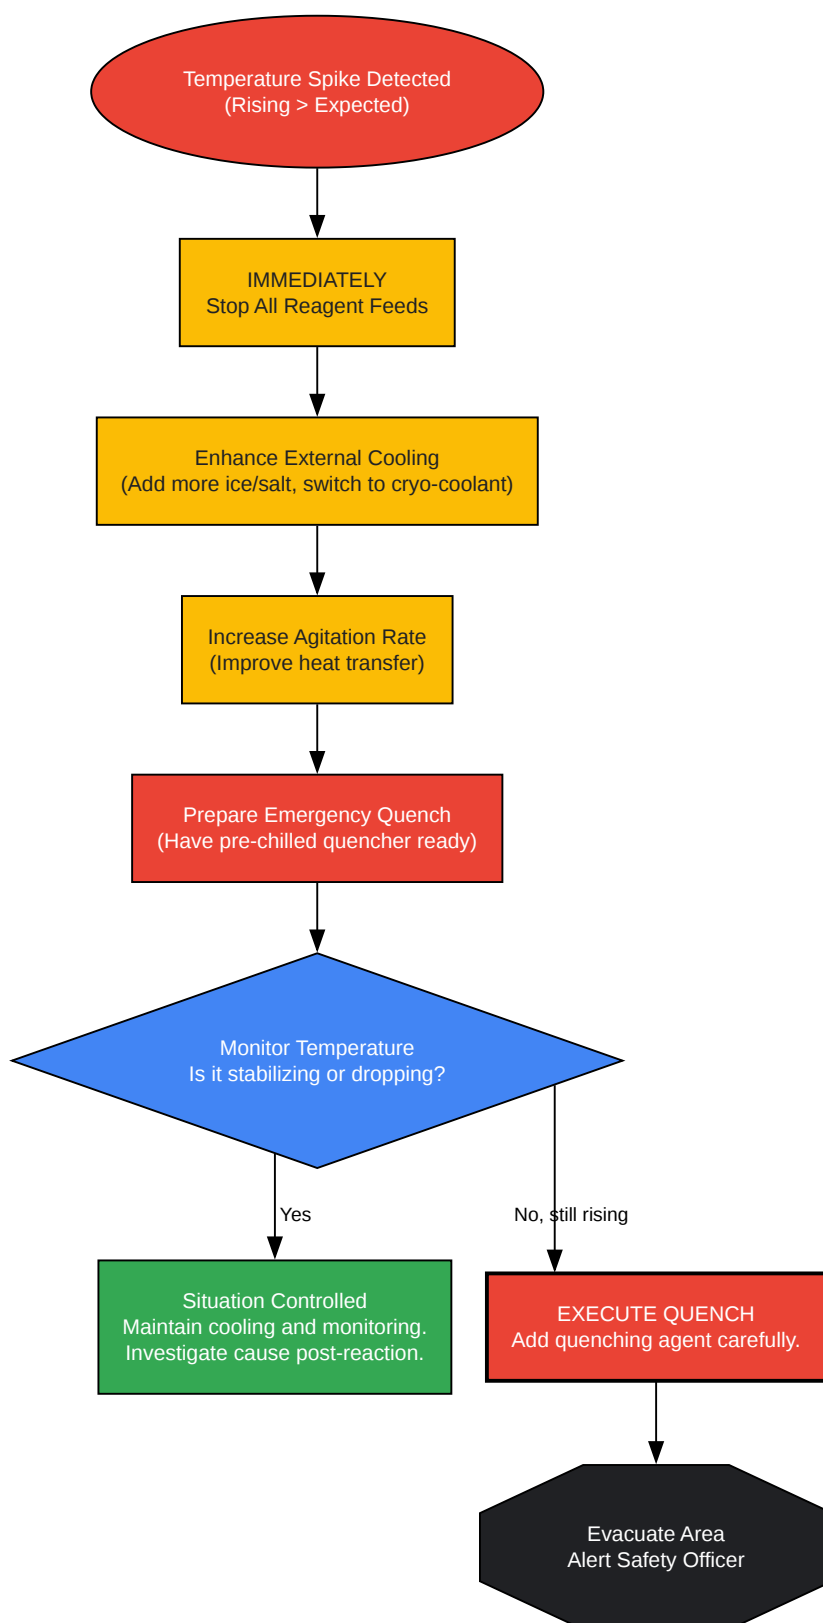 Temperature Spike Detected
(Rising > Expected)
IMMEDIATELY
Stop All Reagent Feeds
Enhance External Cooling
(Add more ice/salt, switch to cryo-coolant)
Increase Agitation Rate
(Improve heat transfer)
Prepare Emergency Quench
(Have pre-chilled quencher ready)
Monitor Temperature
Is it stabilizing or dropping?
Yes
No, still rising
Situation Controlled
Maintain cooling and monitoring.
Investigate cause post-reaction.
EXECUTE QUENCH
Add quenching agent carefully.
Evacuate Area
Alert Safety Officer